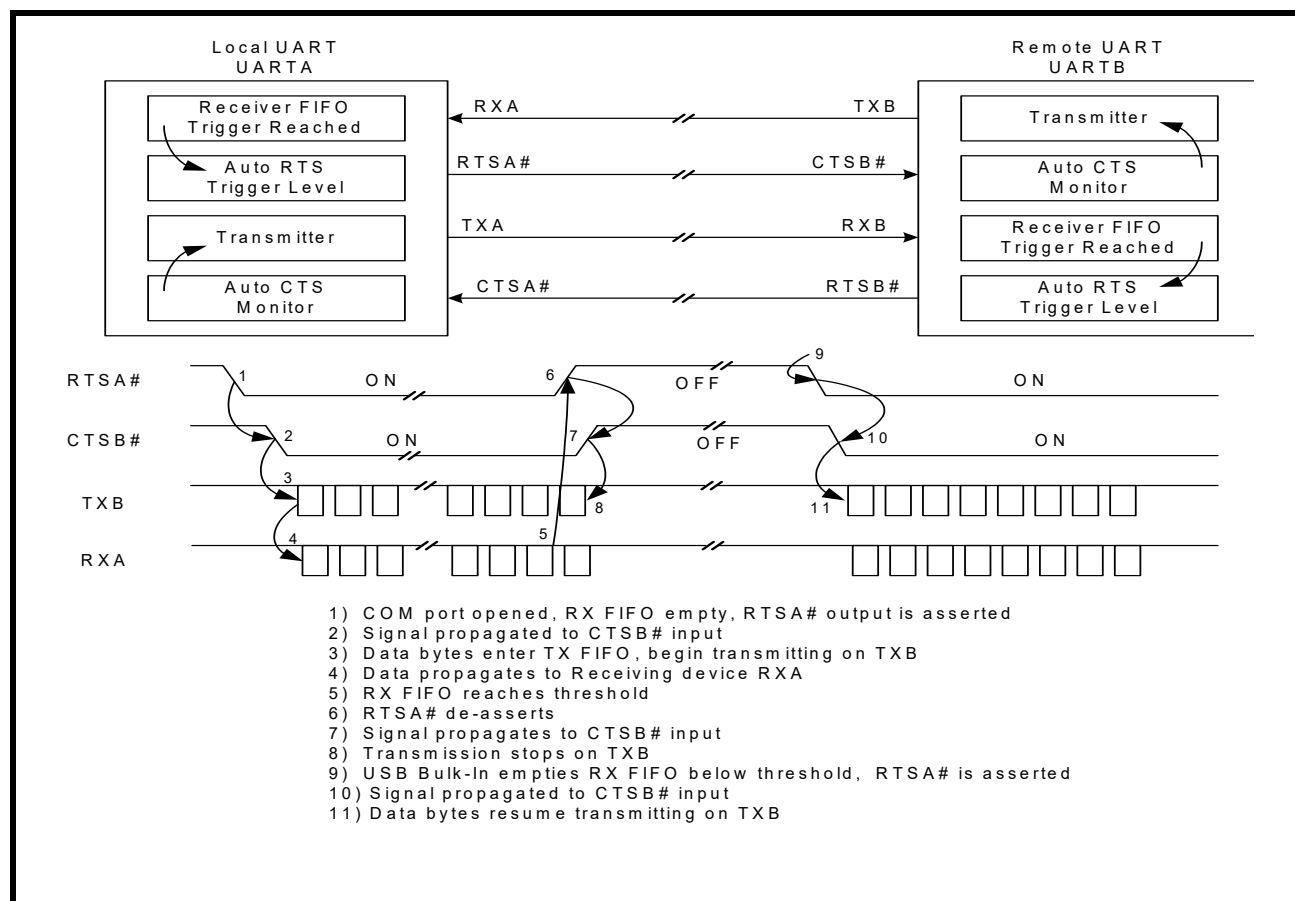 Local UART
UARTA
Remote UART
UARTB
Receiver FIFO
Trigger Reached
Auto RTS
Trigger Level
Transmitter
Auto CTS
Monitor
RXA
TXB
RTSA#
CTSB#
TXA
RXB
CTSA#
RTSB#
Transmitter
Auto CTS
Monitor
Receiver FIFO
Trigger Reached
Auto RTS
Trigger Level
RTSA#
1
ON
6
OFF
9
ON
CTSB#
2
ON
7
OFF
10
ON
TXB
3
8
11
RXA
4
5
1) COM port opened, RX FIFO empty, RTSA# output is asserted
2) Signal propagated to CTSB# input
3) Data bytes enter TX FIFO, begin transmitting on TXB
4) Data propagates to Receiving device RXA
5) RX FIFO reaches threshold
6) RTSA# de-asserts
7) Signal propagates to CTSB# input
8) Transmission stops on TXB
9) USB Bulk-In empties RX FIFO below threshold, RTSA# is asserted
10) Signal propagated to CTSB# input
11) Data bytes resume transmitting on TXB